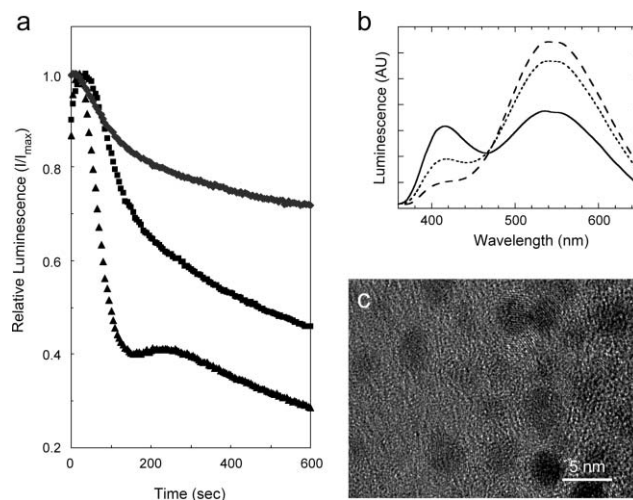 a
Relative Luminescence (I/Imax)
1.0
0.8
0.6
0.4
0.2
0
200
400
600
Time (sec)
b
Luminescence (AU)
400
500
600
Wavelength (nm)
c
5 nm